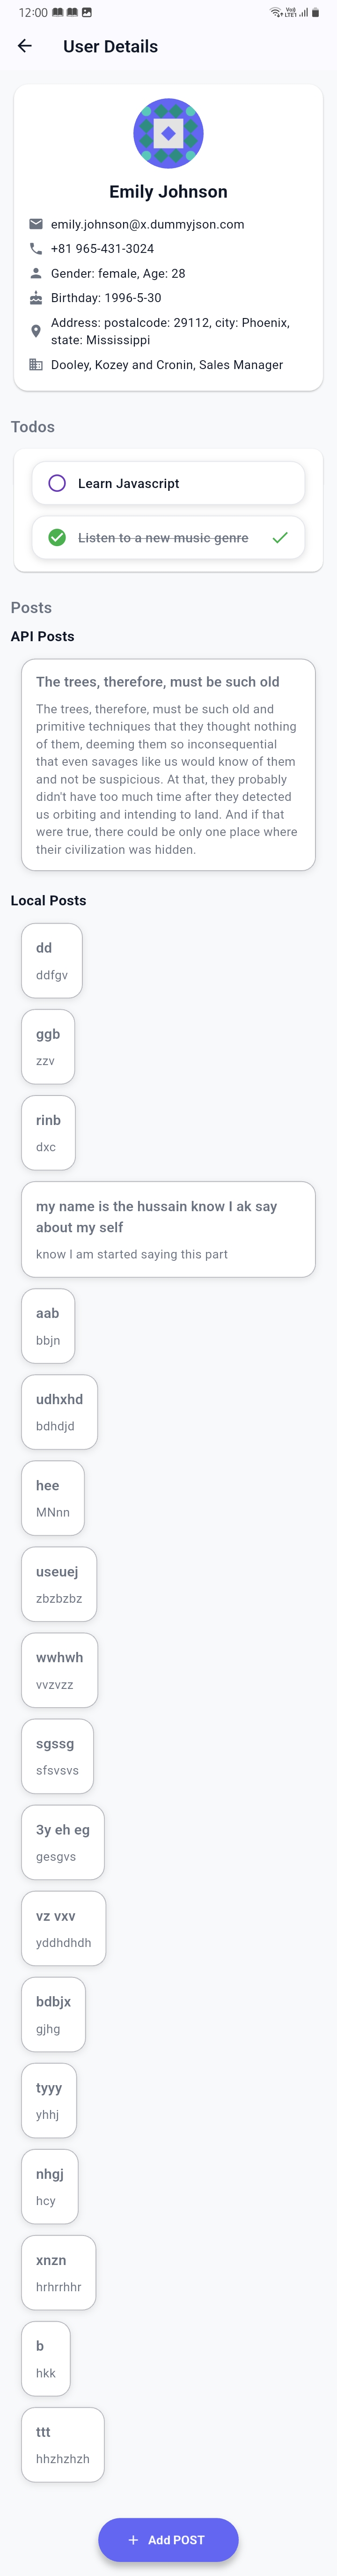 12:00
Vo8
LTE1
User Details
Emily Johnson
emily.johnson@x.dummyjson.com
+81 965-431-3024
Gender: female, Age: 28
Birthday: 1996-5-30
Address: postalcode: 29112, city: Phoenix,
state: Mississippi
Dooley, Kozey and Cronin, Sales Manager
Todos
Learn Javascript
Listen to a new music genre
Posts
API Posts
The trees, therefore, must be such old
The trees, therefore, must be such old and
primitive techniques that they thought nothing
of them, deeming them so inconsequential
that even savages like us would know of them
and not be suspicious. At that, they probably
didn't have too much time after they detected
us orbiting and intending to land. And if that
were true, there could be only one place where
their civilization was hidden.
Local Posts
dd
ddfgv
ggb
zzv
rinb
dxc
my name is the hussain know I ak say
about my self
know I am started saying this part
aab
bbjn
udhxhd
bdhdjd
hee
MNnn
useuej
zbzbzbz
wwhwh
vvzvzz
sgssg
sfsvsvs
3y eh eg
gesgvs
vz vxv
yddhdhdh
bdbjx
gjhg
tyyy
yhhj
nhgj
hcy
xnzn
hrhrrhhr
b
hkk
ttt
hhzhzhzh
+ Add POST